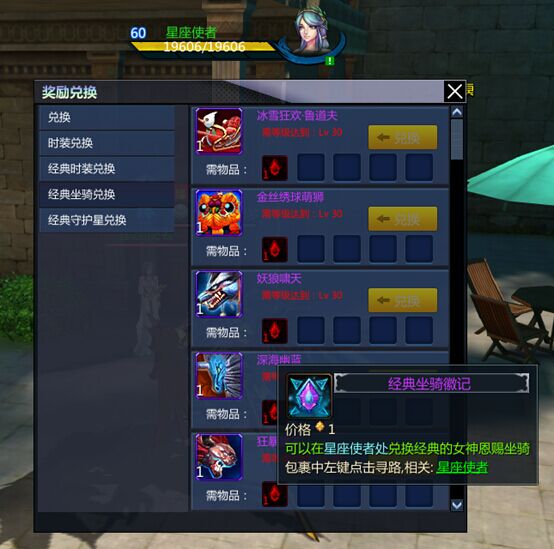 60 星座使者
19606/19606
奖励兑换
兑换
时装兑换
经典时装兑换
经典坐骑兑换
经典守护星兑换
冰雪狂欢·鲁道夫
需等级达到：Lv 30
兑换
1
需物品：
1
金丝绣球萌狮
需等级达到：Lv 30
兑换
1
需物品：
1
妖狼啸天
需等级达到：Lv 30
兑换
1
需物品：
1
深海幽蓝
1
需物品：
狂暴
1
需物品：
1
经典坐骑徽记
价格 1
可以在星座使者处兑换经典的女神恩赐坐骑
包裹中左键点击寻路,相关: 星座使者